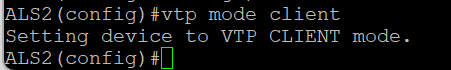 ALS2(config)#vtp mode client
Setting device to VTP CLIENT mode.
ALS2(config)#